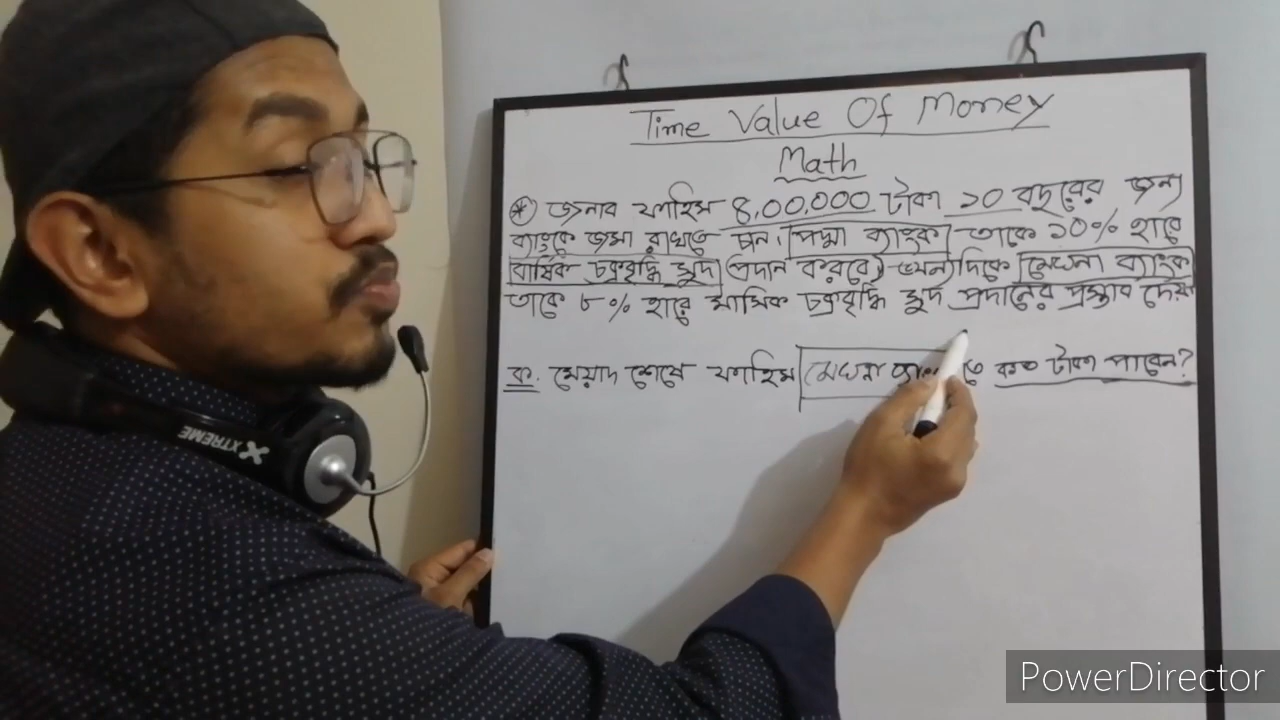 Time Value Of Money
Math
* জনাব ফাহিম ৪,০০,০০০ টাকা ১০ বছরের জন্য
ব্যাংকে জমা রাখতে চান। পদ্মা ব্যাংক তাকে ১০% হারে
বার্ষিক চক্রবৃদ্ধি সুদ প্রদান করবে। অন্যদিকে মেঘনা ব্যাংক
তাকে ৮% হারে মাসিক চক্রবৃদ্ধি সুদ প্রদানের প্রস্তাব দেয়।
ক. মেয়াদ শেষে ফাহিম মেঘনা কত টাকা পাবেন?
XTREME
PowerDirector